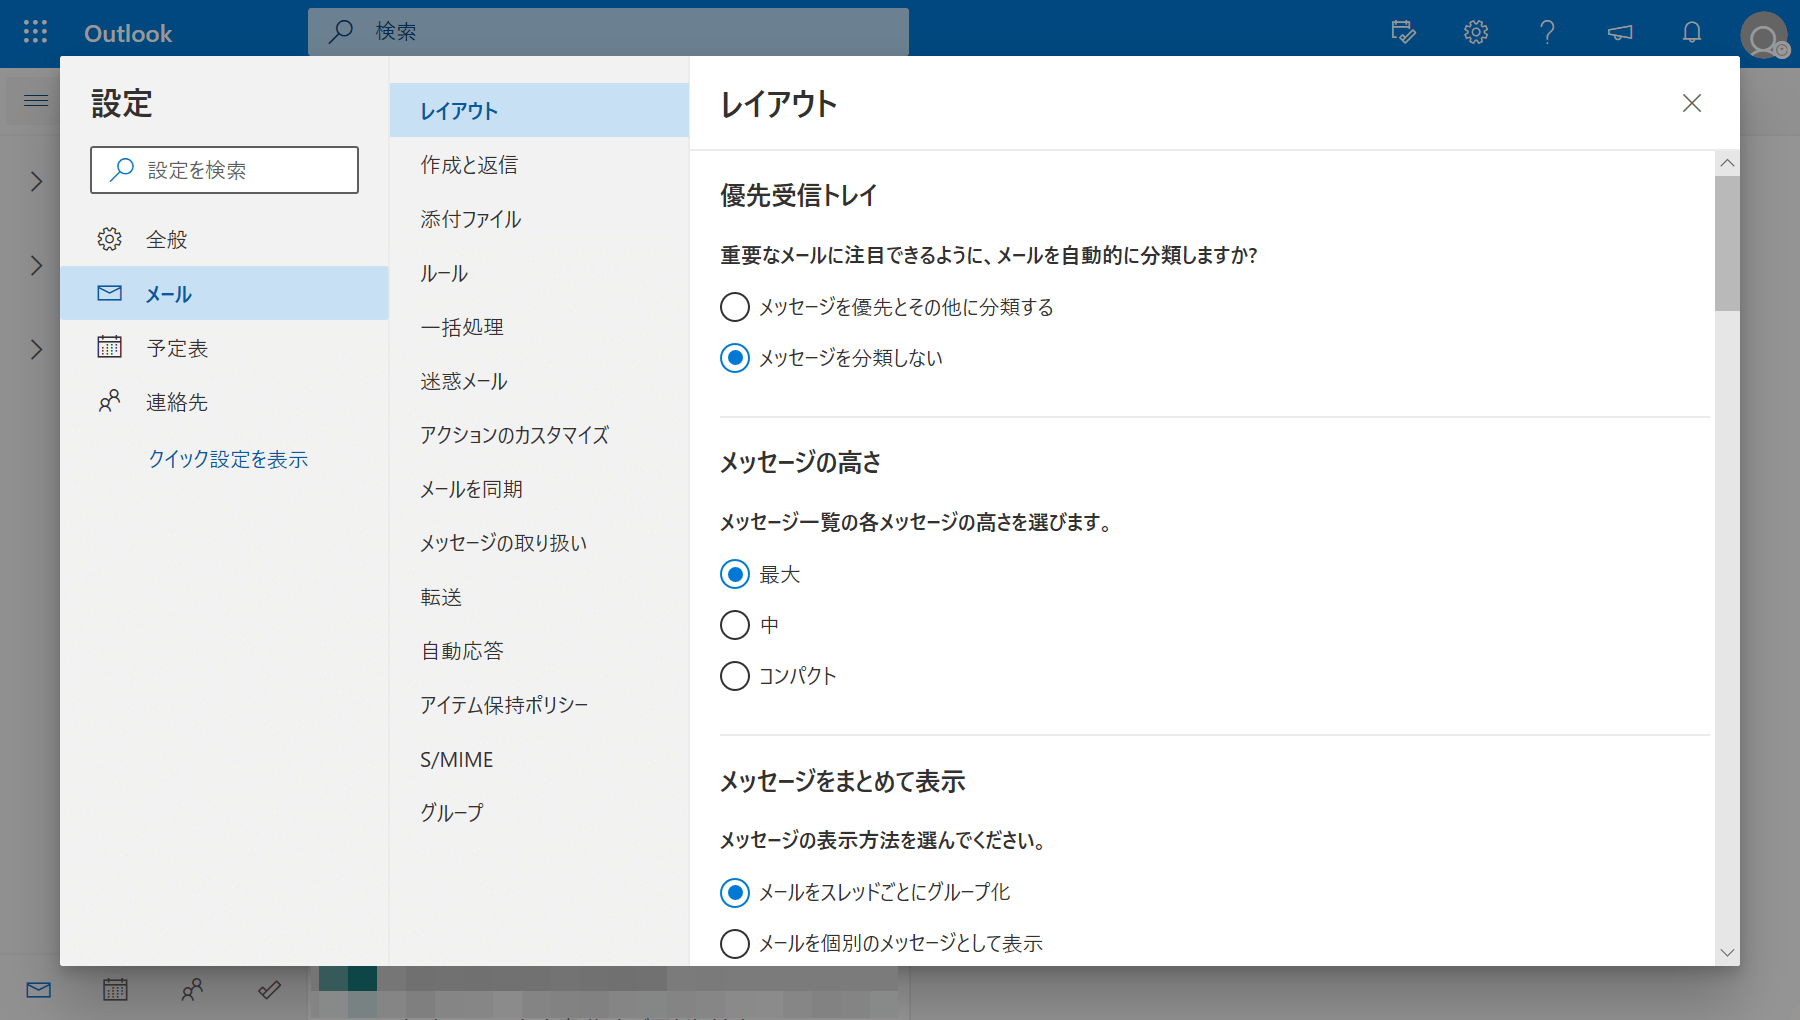 Outlook
検索
設定
設定を検索
全般
メール
予定表
連絡先
クイック設定を表示
レイアウト
作成と返信
添付ファイル
ルール
一括処理
迷惑メール
アクションのカスタマイズ
メールを同期
メッセージの取り扱い
転送
自動応答
アイテム保持ポリシー
S/MIME
グループ
レイアウト
優先受信トレイ
重要なメールに注目できるように、メールを自動的に分類しますか?
メッセージを優先とその他に分類する
メッセージを分類しない
メッセージの高さ
メッセージ一覧の各メッセージの高さを選びます。
最大
中
コンパクト
メッセージをまとめて表示
メッセージの表示方法を選んでください。
メールをスレッドごとにグループ化
メールを個別のメッセージとして表示